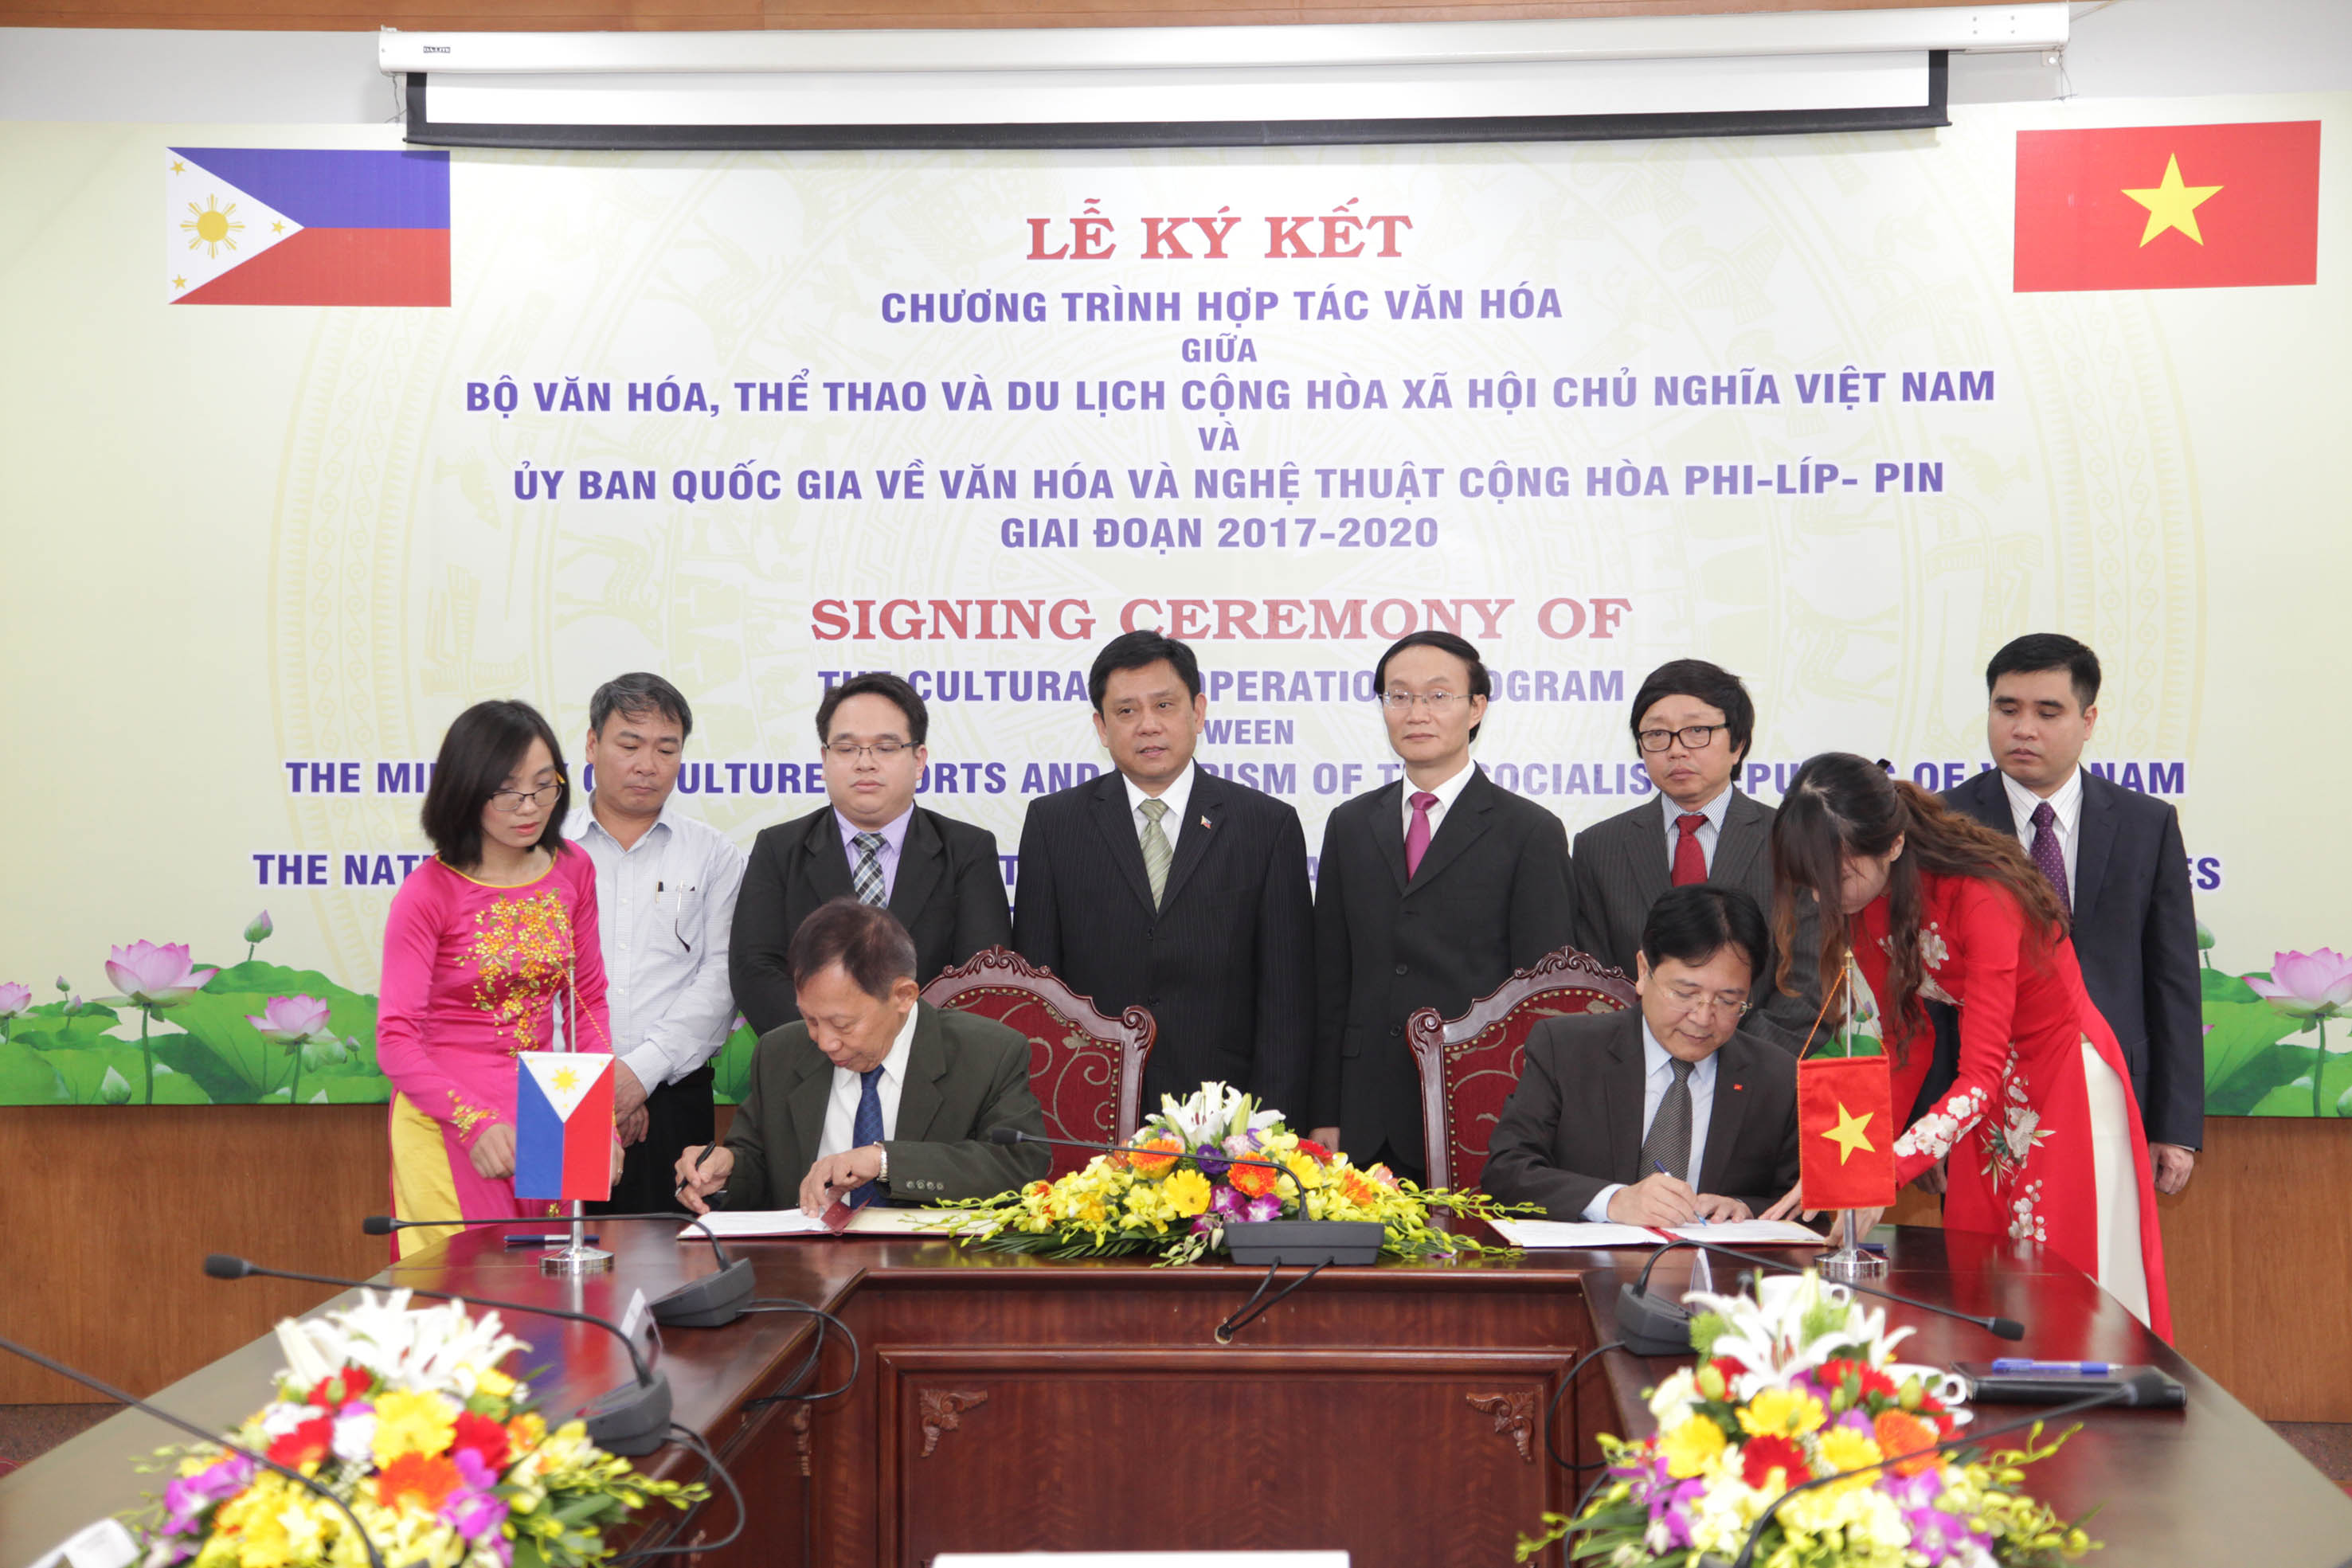 LỄ KÝ KẾT
CHƯƠNG TRÌNH HỢP TÁC VĂN HÓA
GIỮA
BỘ VĂN HÓA, THỂ THAO VÀ DU LỊCH CỘNG HÒA XÃ HỘI CHỦ NGHĨA VIỆT NAM
VÀ
ỦY BAN QUỐC GIA VỀ VĂN HÓA VÀ NGHỆ THUẬT CỘNG HÒA PHI-LÍP- PIN
GIAI ĐOẠN 2017-2020
SIGNING CEREMONY OF
THE CULTURA OPERATIO OGRAM
WEEN
THE MI ULTURE ORTS AND RISM OF SOCIALIS EPU OF NAM
THE NAT ES